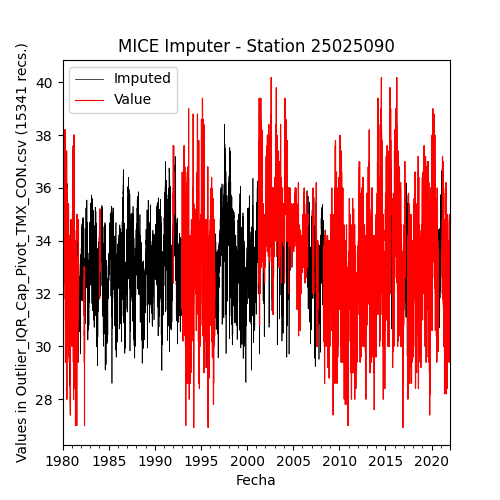 MICE Imputer - Station 25025090
Imputed
Value
Values in Outlier_IQR_Cap_Pivot_TMX_CON.csv (15341 recs.)
40
38
36
34
32
30
28
1980 1985 1990 1995 2000 2005 2010 2015 2020
Fecha